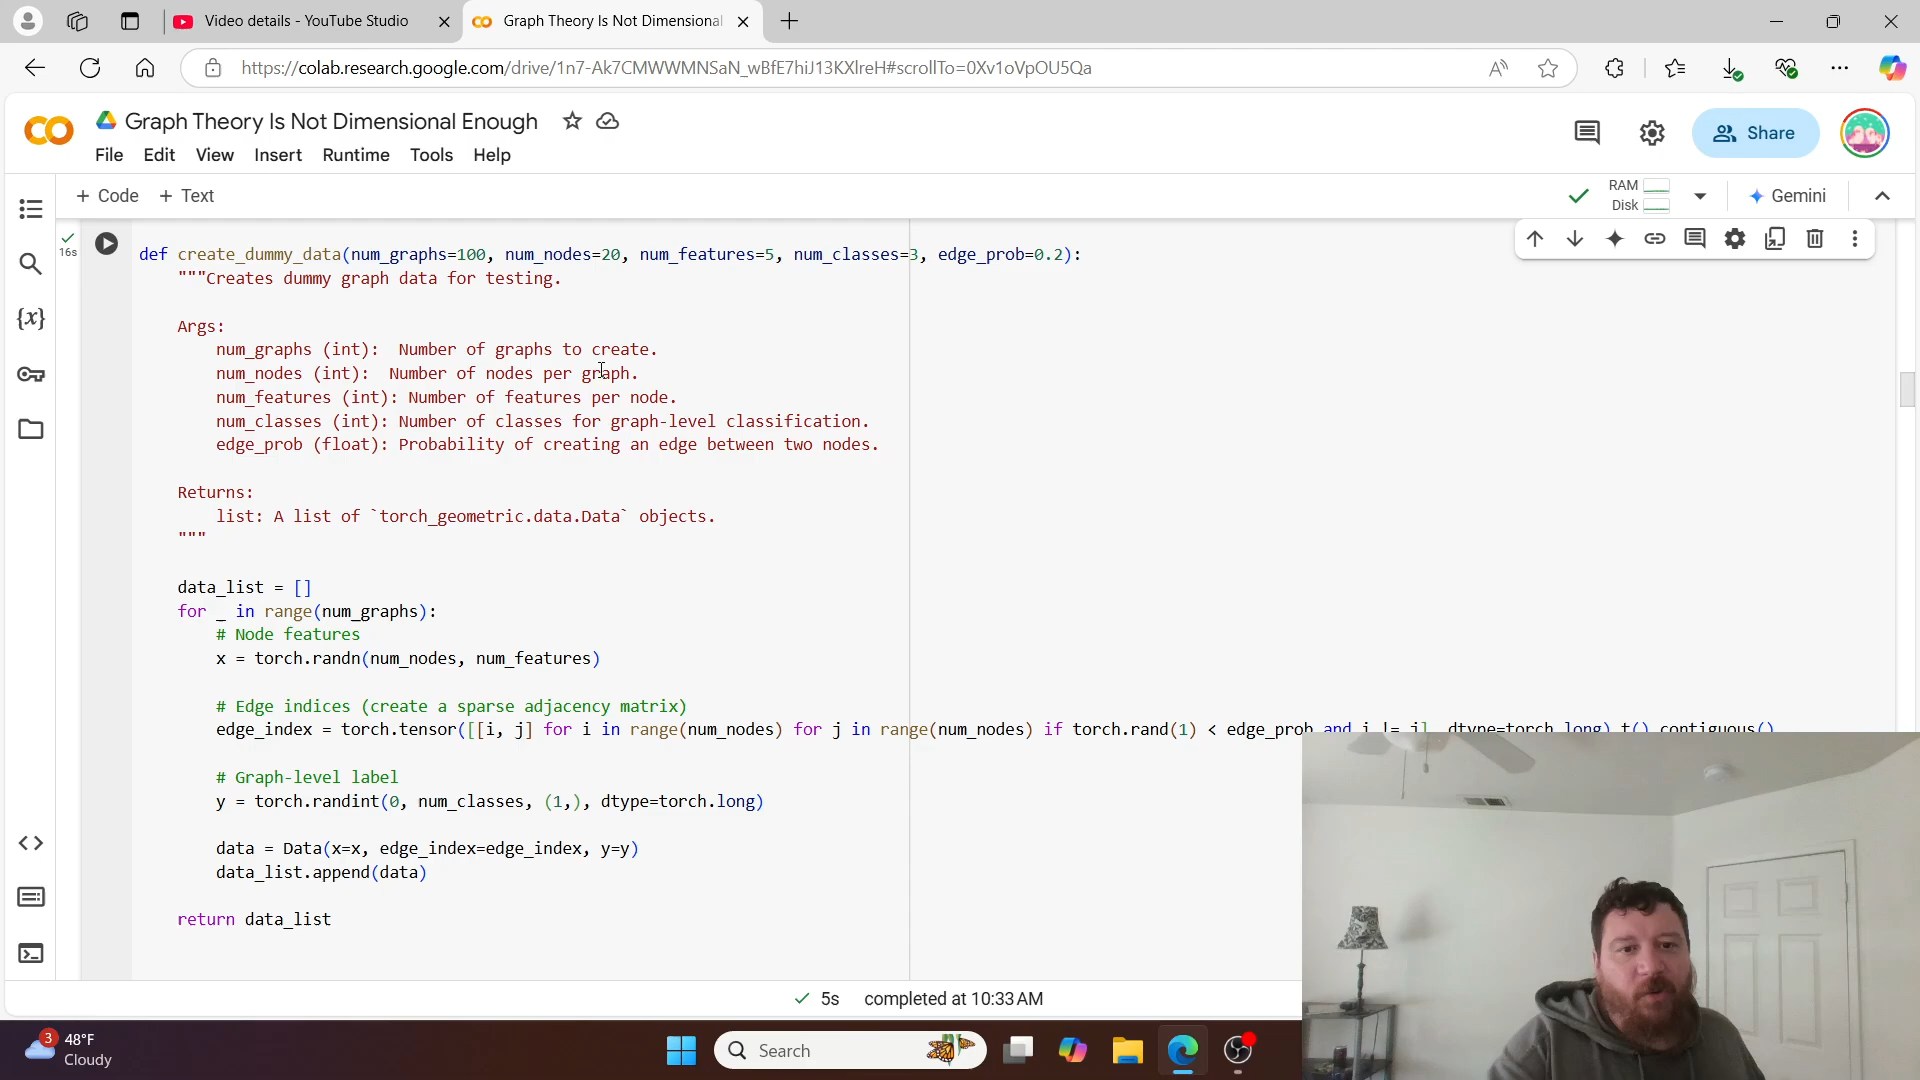 Video details - YouTube Studio
Graph Theory Is Not Dimensional
https://colab.research.google.com/drive/1n7-Ak7CMWWMNSaN_wBfE7hiJ13KXlreH#scrollTo=0Xv1oVpOU5Qa
Graph Theory Is Not Dimensional Enough
Share
File Edit View Insert Runtime Tools Help
+ Code + Text
RAM
Disk
Gemini
16s
def create_dummy_data(num_graphs=100, num_nodes=20, num_features=5, num_classes=3, edge_prob=0.2):
"""Creates dummy graph data for testing.
Args:
num_graphs (int):  Number of graphs to create.
num_nodes (int):  Number of nodes per graph.
num_features (int): Number of features per node.
num_classes (int): Number of classes for graph-level classification.
edge_prob (float): Probability of creating an edge between two nodes.
Returns:
list: A list of `torch_geometric.data.Data` objects.
"""
data_list = []
for _ in range(num_graphs):
# Node features
x = torch.randn(num_nodes, num_features)
# Edge indices (create a sparse adjacency matrix)
edge_index = torch.tensor([[i, j] for i in range(num_nodes) for j in range(num_nodes) if torch.rand(1) < edge_prob and i != j], dtype=torch.long).t().contiguous()
# Graph-level label
y = torch.randint(0, num_classes, (1,), dtype=torch.long)
data = Data(x=x, edge_index=edge_index, y=y)
data_list.append(data)
return data_list
5s completed at 10:33 AM
3
48°F
Cloudy
Search